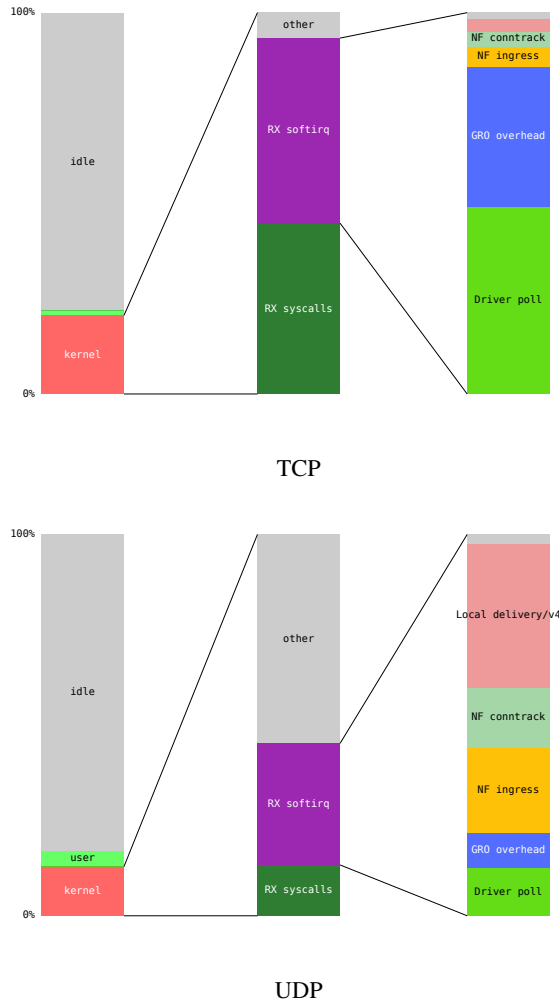 100%
other
NF conntrack
NF ingress
RX softirq
GRO overhead
idle
Driver poll
RX syscalls
kernel
0%
TCP
100%
Local delivery/v4
other
idle
NF conntrack
NF ingress
RX softirq
user
GRO overhead
kernel
RX syscalls
Driver poll
0%
UDP